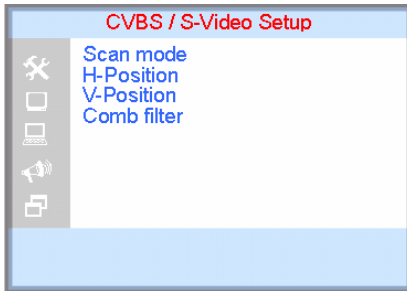 CVBS / S-Video Setup
Scan mode
H-Position
V-Position
Comb filter